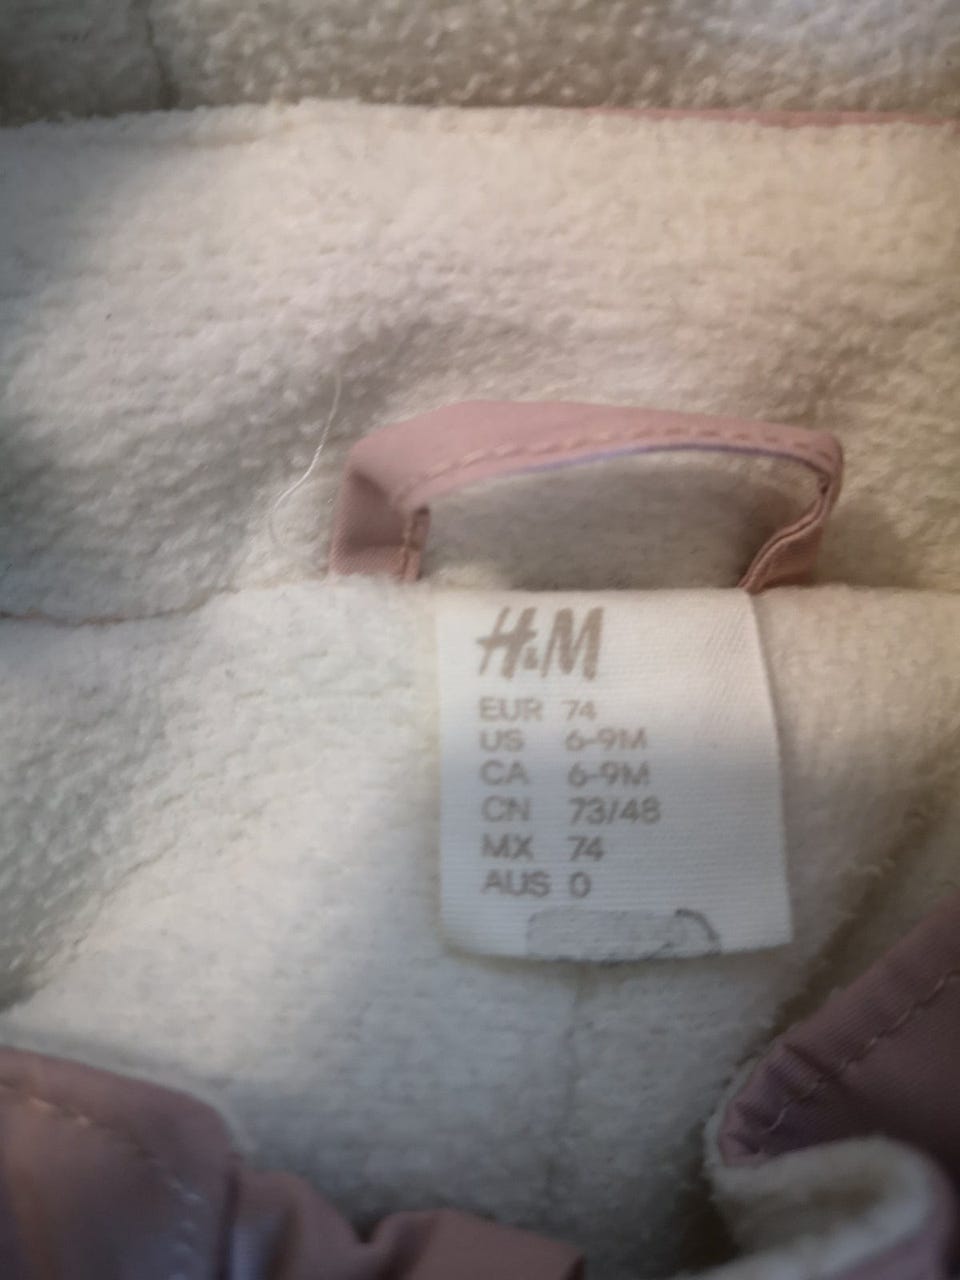 H&M
EUR 74
US 6-9M
CA 6-9M
CN 73/48
MX 74
AUS 0